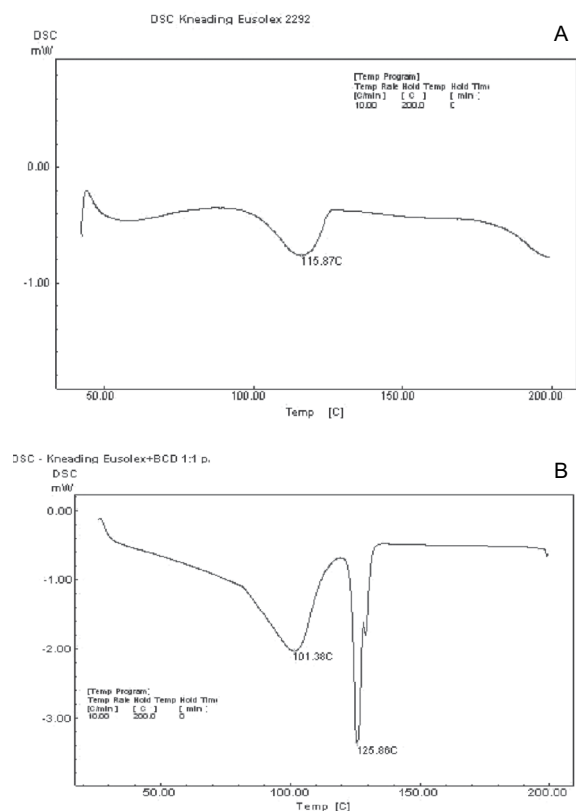 DSC Kneading Eusolex 2292
A
DSC
mW
[Temp Program]
Temp Rate Hold Temp Hold Time
[C/min] [ C ] [ min ]
10.00 200.0 0
0.00
-1.00
115.87C
50.00 100.00 150.00 200.00
Temp [C]
DSC - Kneading Eusolex+BCD 1:1 p.
B
DSC
mW
0.00
-1.00
-2.00
101.38C
[Temp Program]
Temp Rate Hold Temp Hold Time
[C/min] [ C ] [ min ]
10.00 200.0 0
-3.00
125.86C
50.00 100.00 150.00 200.00
Temp [C]